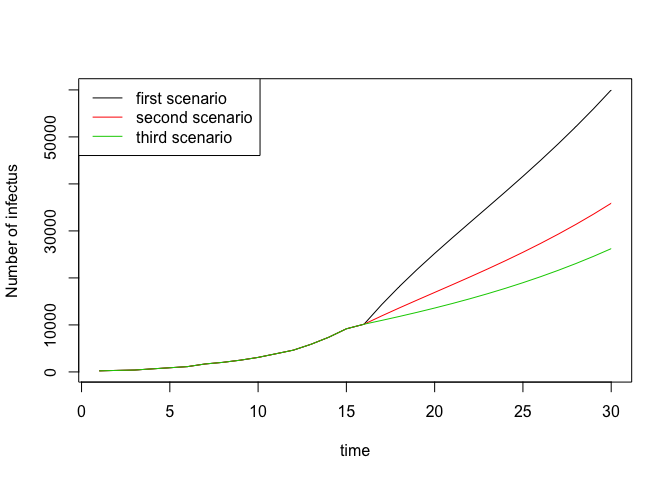 first scenario
second scenario
third scenario
Number of infectus
0
10000
30000
50000
0
5
10
15
20
25
30
time